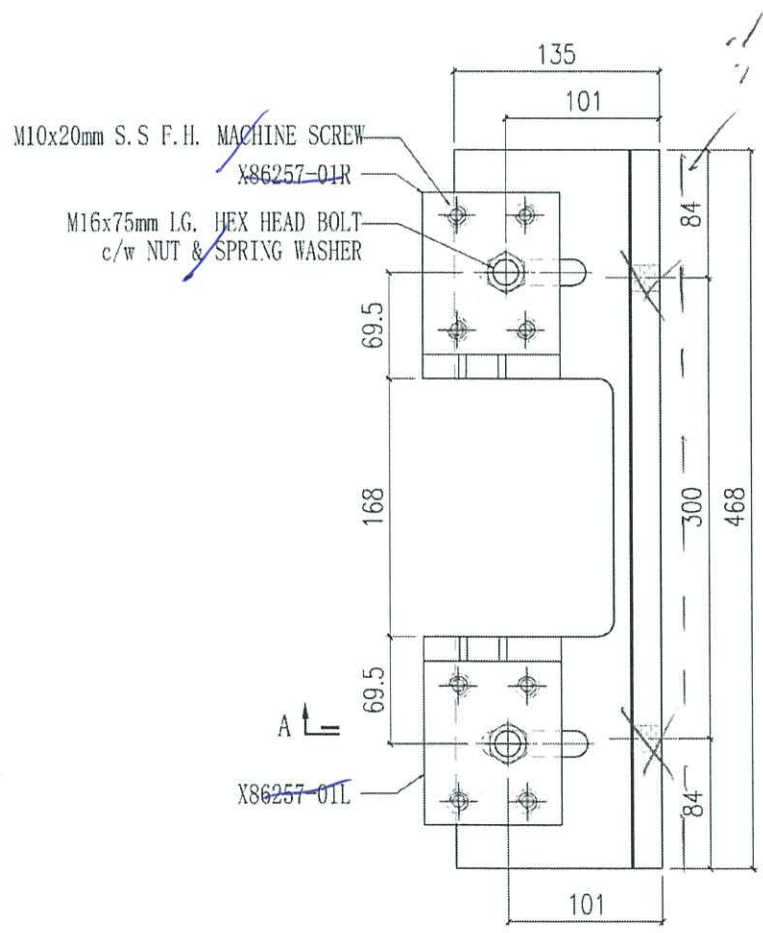 135
101
M10x20mm S.S F.H. MACHINE SCREW
X86257-01R
M16x75mm LG. HEX HEAD BOLT
c/w NUT & SPRING WASHER
84
69.5
168
300
468
69.5
A
X86257-01L
84
101